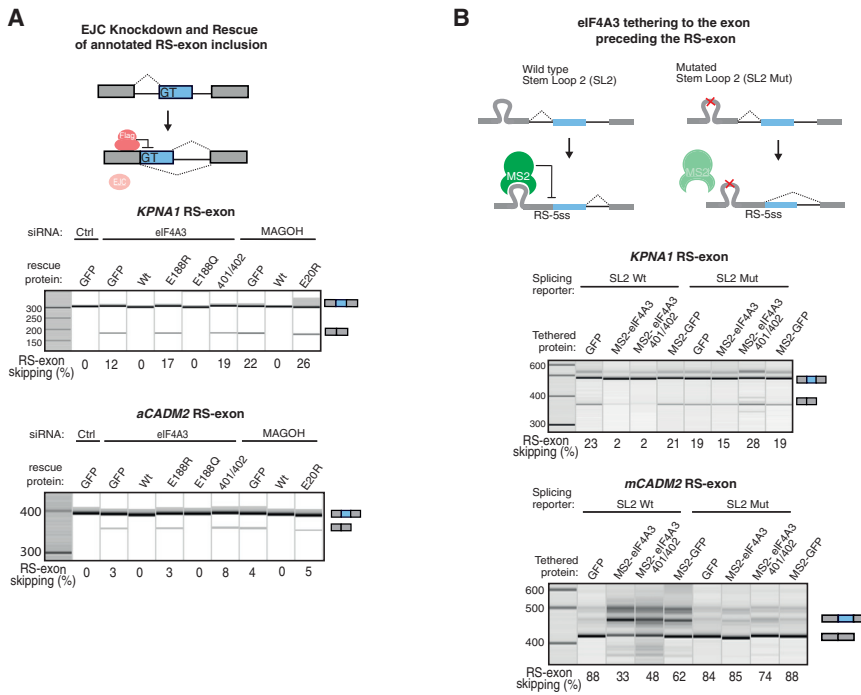 A
EJC Knockdown and Rescue
of annotated RS-exon inclusion
GT
Flag
GT
EJC
KPNA1 RS-exon
siRNA: Ctrl eIF4A3 MAGOH
rescue
protein: GFP GFP Wt E188R E188Q 401/402 GFP Wt E20R
300
250
200
150
RS-exon
skipping (%) 0 12 0 17 0 19 22 0 26
aCADM2 RS-exon
siRNA: Ctrl eIF4A3 MAGOH
rescue
protein: GFP GFP Wt E188R E188Q 401/402 GFP Wt E20R
400
300
RS-exon
skipping (%) 0 3 0 3 0 8 4 0 5
B
eIF4A3 tethering to the exon
preceding the RS-exon
Wild type
Stem Loop 2 (SL2)
Mutated
Stem Loop 2 (SL2 Mut)
MS2
RS-5ss
MS2
RS-5ss
KPNA1 RS-exon
Splicing
reporter: SL2 Wt SL2 Mut
Tethered
protein: GFP MS2-eIF4A3 MS2- eIF4A3 401/402 MS2-GFP GFP MS2-eIF4A3 MS2- eIF4A3 401/402 MS2-GFP
600
400
300
RS-exon
skipping (%) 23 2 2 21 19 15 28 19
mCADM2 RS-exon
Splicing
reporter: SL2 Wt SL2 Mut
Tethered
protein: GFP MS2-eIF4A3 MS2- eIF4A3 401/402 MS2-GFP GFP MS2-eIF4A3 MS2- eIF4A3 401/402 MS2-GFP
600
500
400
RS-exon
skipping (%) 88 33 48 62 84 85 74 88